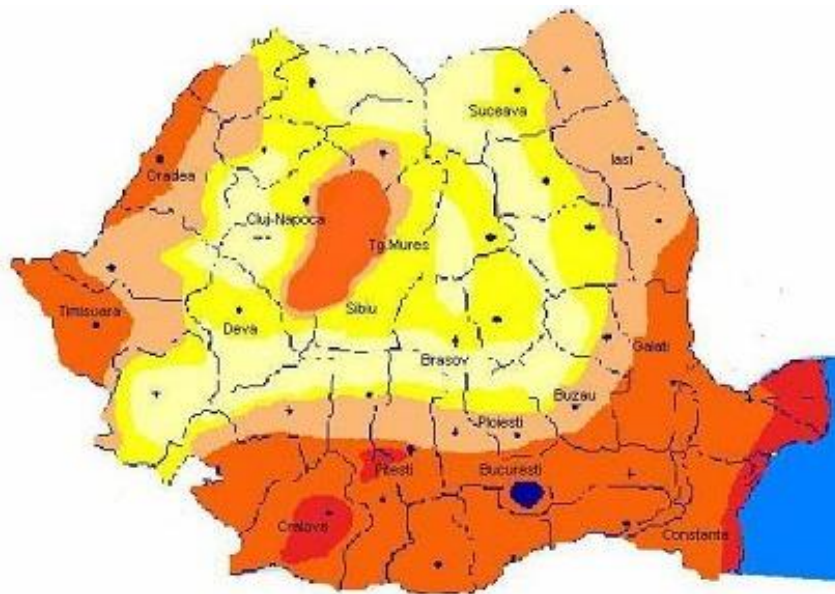 Suceava
Iasi
Oradea
Cluj-Napoca
Tg.Mures
Timisoara
Sibiu
Deva
Galati
Brasov
Buzau
Ploiesti
Pitesti
Bucuresti
Craiova
Constanta